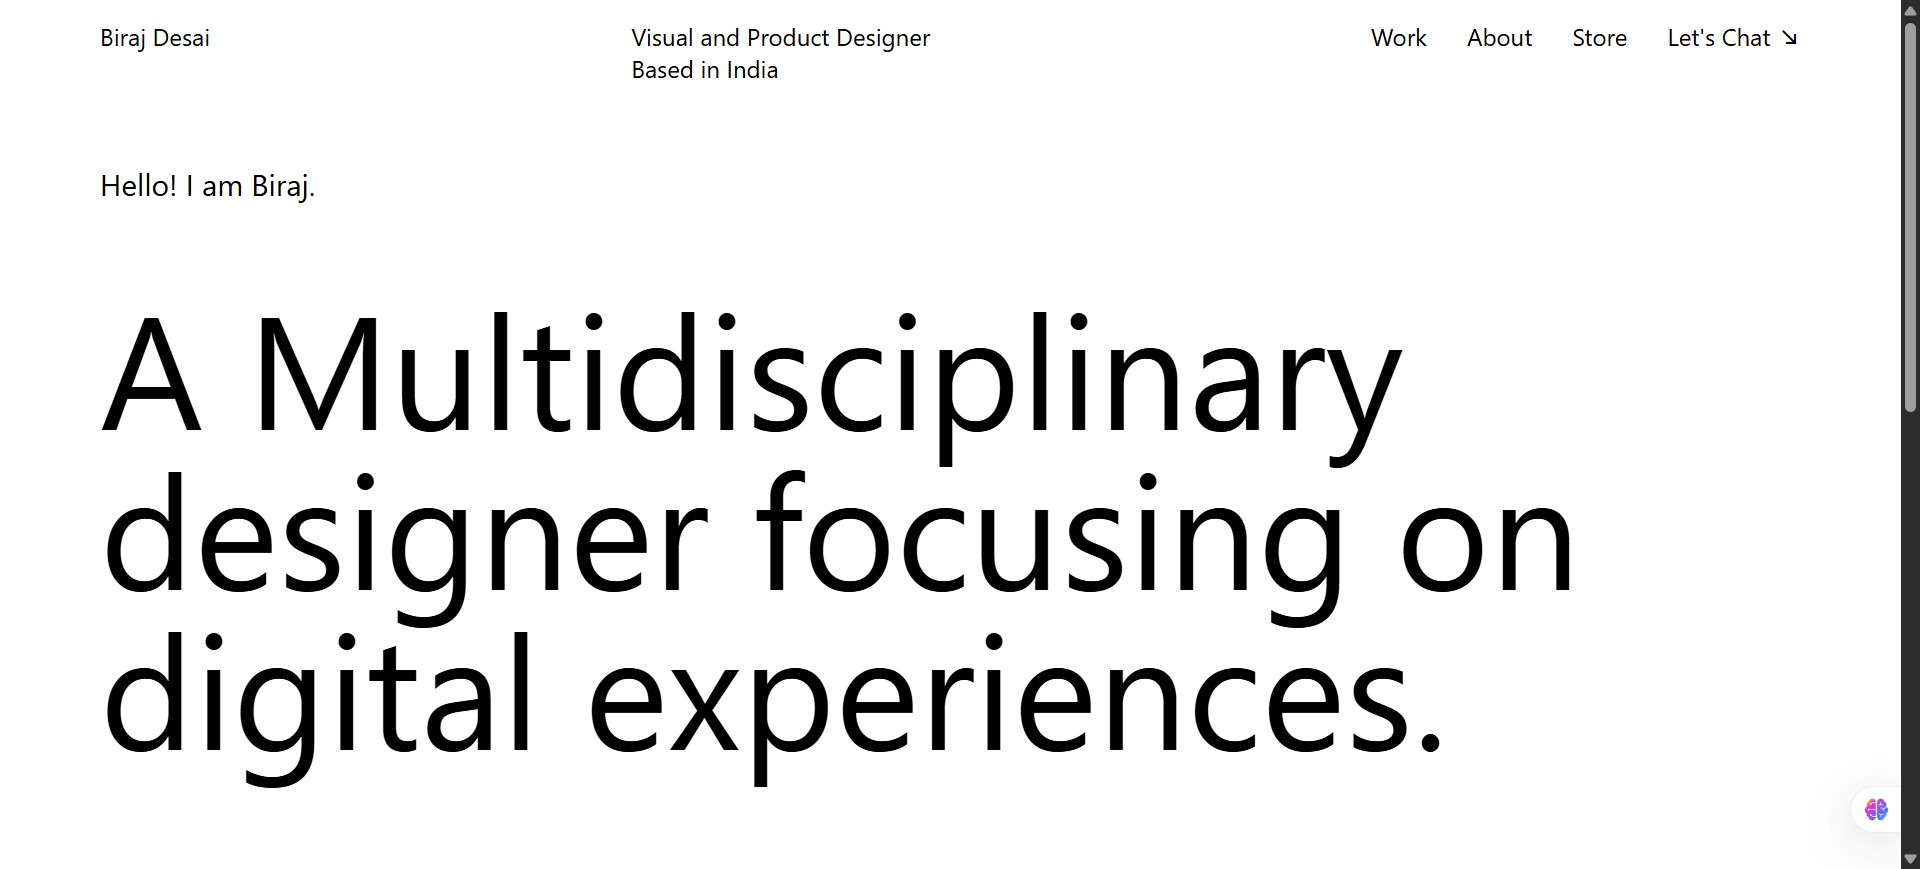 Biraj Desai
Visual and Product Designer
Based in India
Work
About
Store
Let's Chat ↘
Hello! I am Biraj.
A Multidisciplinary
designer focusing on
digital experiences.